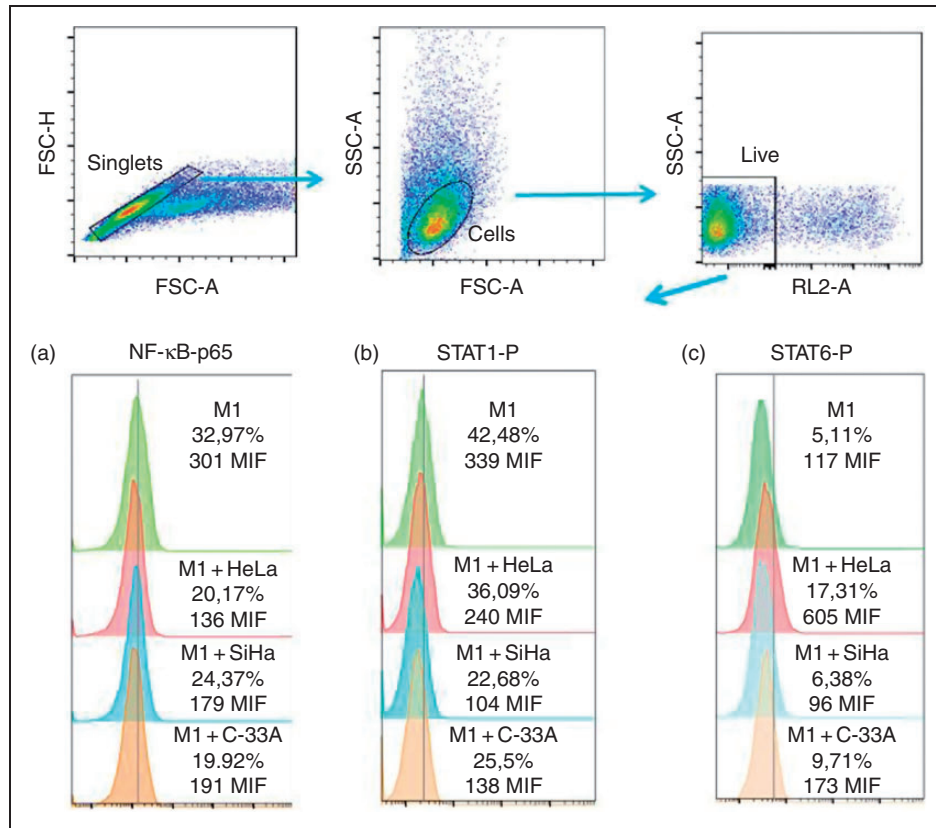 FSC-H
Singlets
FSC-A
SSC-A
Cells
FSC-A
SSC-A
Live
RL2-A
(a)
NF-κB-p65
M1
32,97%
301 MIF
M1 + HeLa
20,17%
136 MIF
M1 + SiHa
24,37%
179 MIF
M1 + C-33A
19.92%
191 MIF
(b)
STAT1-P
M1
42,48%
339 MIF
M1 + HeLa
36,09%
240 MIF
M1 + SiHa
22,68%
104 MIF
M1 + C-33A
25,5%
138 MIF
(c)
STAT6-P
M1
5,11%
117 MIF
M1 + HeLa
17,31%
605 MIF
M1 + SiHa
6,38%
96 MIF
M1 + C-33A
9,71%
173 MIF